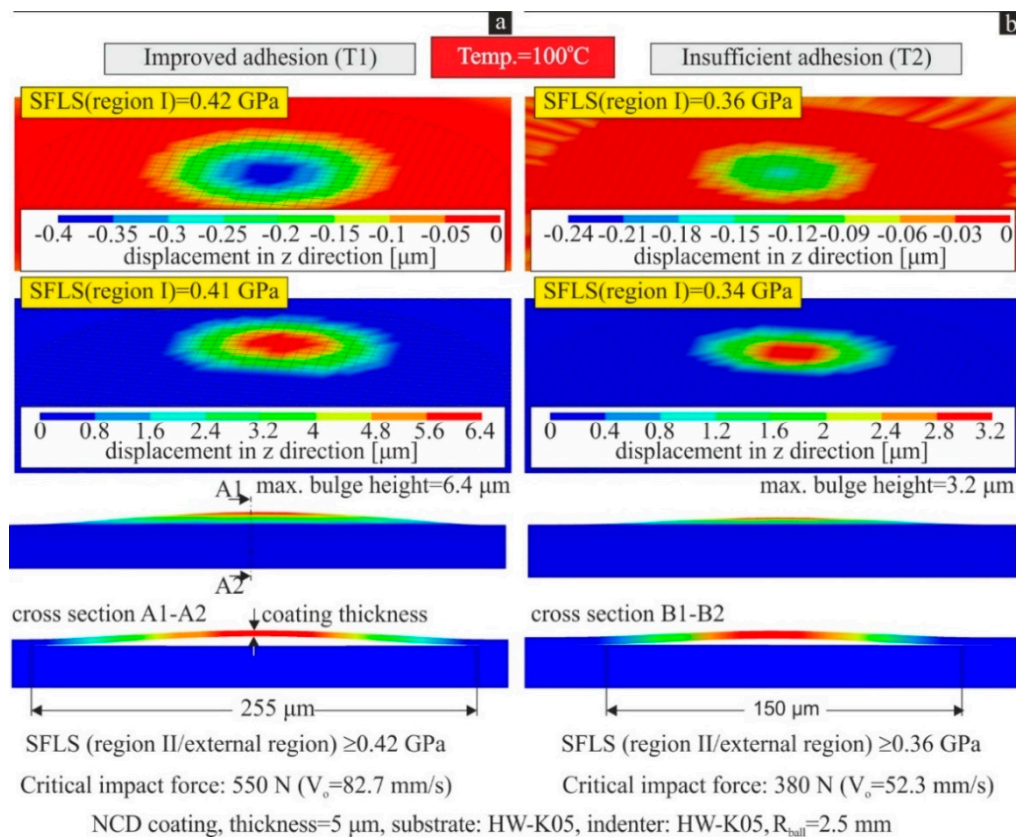 a
b
Improved adhesion (T1)
Temp.=100°C
Insufficient adhesion (T2)
SFLS(region I)=0.42 GPa
SFLS(region I)=0.36 GPa
-0.4 -0.35 -0.3 -0.25 -0.2 -0.15 -0.1 -0.05 0
displacement in z direction [μm]
-0.24 -0.21 -0.18 -0.15 -0.12 -0.09 -0.06 -0.03 0
displacement in z direction [μm]
SFLS(region I)=0.41 GPa
SFLS(region I)=0.34 GPa
0 0.8 1.6 2.4 3.2 4 4.8 5.6 6.4
displacement in z direction [μm]
0 0.4 0.8 1.2 1.6 2 2.4 2.8 3.2
displacement in z direction [μm]
A1
max. bulge height=6.4 μm
max. bulge height=3.2 μm
A2
cross section A1-A2
coating thickness
cross section B1-B2
255 μm
150 μm
SFLS (region II/external region) ≥0.42 GPa
SFLS (region II/external region) ≥0.36 GPa
Critical impact force: 550 N (Vo=82.7 mm/s)
Critical impact force: 380 N (Vo=52.3 mm/s)
NCD coating, thickness=5 μm, substrate: HW-K05, indenter: HW-K05, Rball=2.5 mm